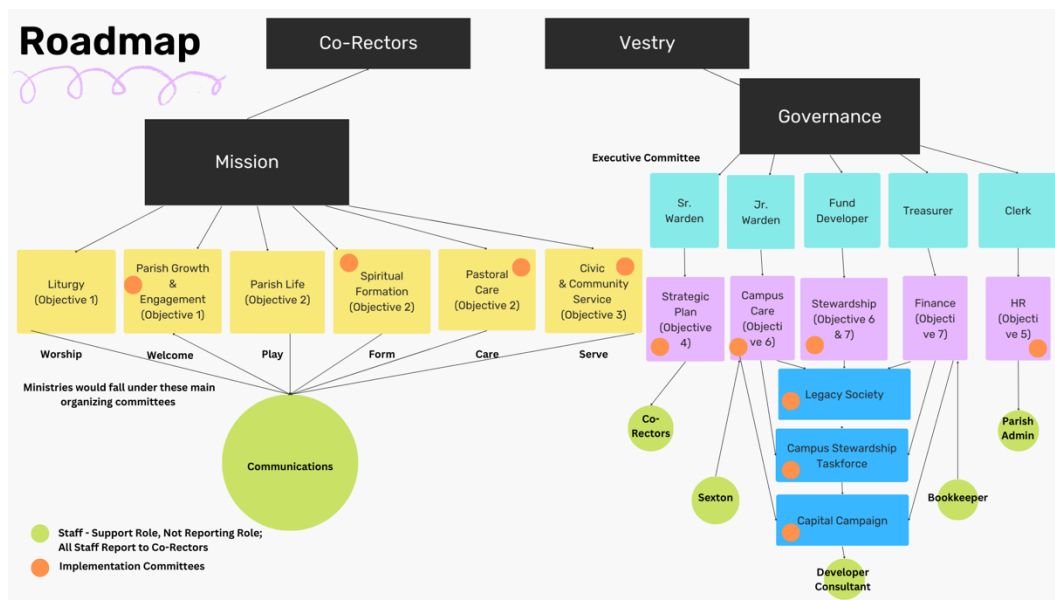 Roadmap
Co-Rectors
Vestry
Governance
Mission
Executive Committee
Sr.
Warden
Jr.
Warden
Fund
Developer
Treasurer
Clerk
Liturgy
(Objective 1)
Parish Growth
&
Engagement
(Objective 1)
Parish Life
(Objective 2)
Spiritual
Formation
(Objective 2)
Pastoral
Care
(Objective 2)
Civic
& Community
Service
(Objective 3)
Strategic
Plan
(Objective
4)
Campus
Care
(Objecti
ve 6)
Stewardship
(Objective 6
& 7)
Finance
(Objecti
ve 7)
HR
(Objecti
ve 5)
Worship
Welcome
Play
Form
Care
Serve
Ministries would fall under these main
organizing committees
Communications
Legacy Society
Campus Stewardship
Taskforce
Capital Campaign
Co-
Rectors
Sexton
Bookkeeper
Parish
Admin
Developer
Consultant
Staff - Support Role, Not Reporting Role;
All Staff Report to Co-Rectors
Implementation Committees